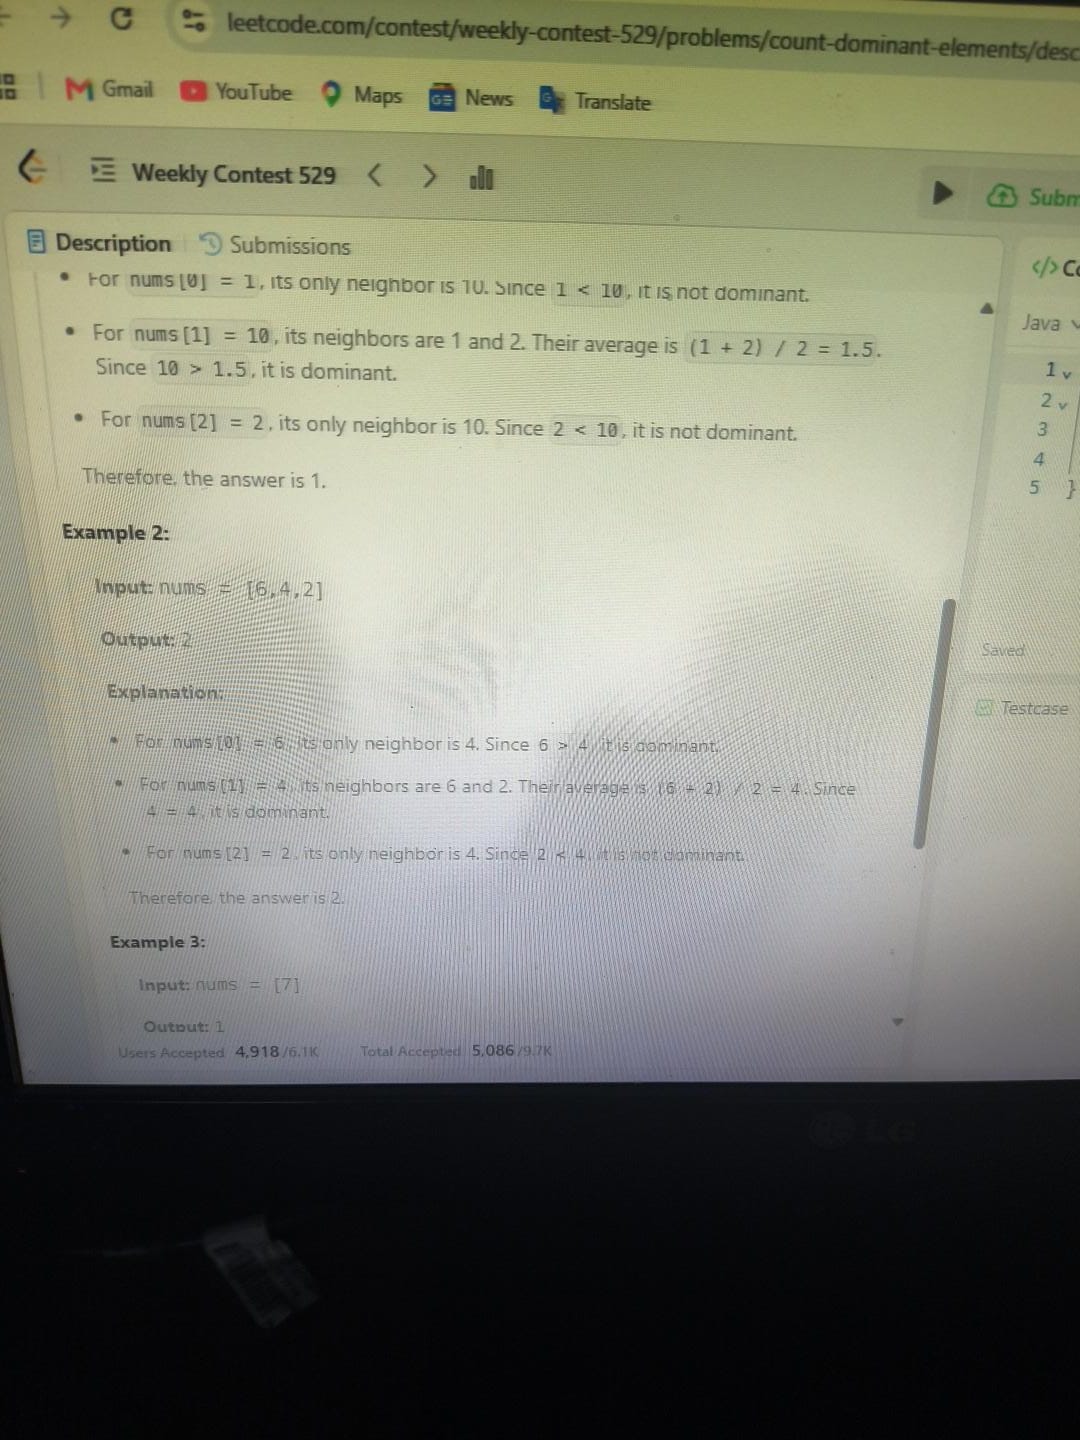 leetcode.com/contest/weekly-contest-529/problems/count-dominant-elements/desc
Gmail YouTube Maps News Translate
Weekly Contest 529
Subm
Description Submissions
For nums[0] = 1, its only neighbor is 10. Since 1 < 10, it is not dominant.
For nums[1] = 10, its neighbors are 1 and 2. Their average is (1 + 2) / 2 = 1.5.
Since 10 > 1.5, it is dominant.
For nums[2] = 2, its only neighbor is 10. Since 2 < 10, it is not dominant.
Therefore, the answer is 1.
Example 2:
Input: nums = [6,4,2]
Output: 2
Explanation:
For nums[0] = 6, its only neighbor is 4. Since 6 > 4, it is dominant.
For nums[1] = 4, its neighbors are 6 and 2. Their average is (6 + 2) / 2 = 4. Since
4 = 4, it is dominant.
For nums[2] = 2, its only neighbor is 4. Since 2 < 4, it is not dominant.
Therefore, the answer is 2.
Example 3:
Input: nums = [7]
Output: 1
Users Accepted 4,918/6.1K Total Accepted 5,086/9.7K
</> Co
Java
1
2
3
4
5 }
Saved
Testcase
LG